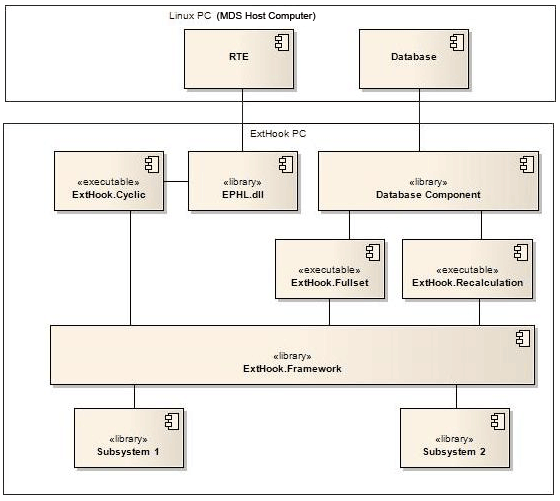 Linux PC (MDS Host Computer)
RTE
Database
ExtHook PC
«executable»
ExtHook.Cyclic
«library»
EPHL.dll
«library»
Database Component
«executable»
ExtHook.Fullset
«executable»
ExtHook.Recalculation
«library»
ExtHook.Framework
«library»
Subsystem 1
«library»
Subsystem 2